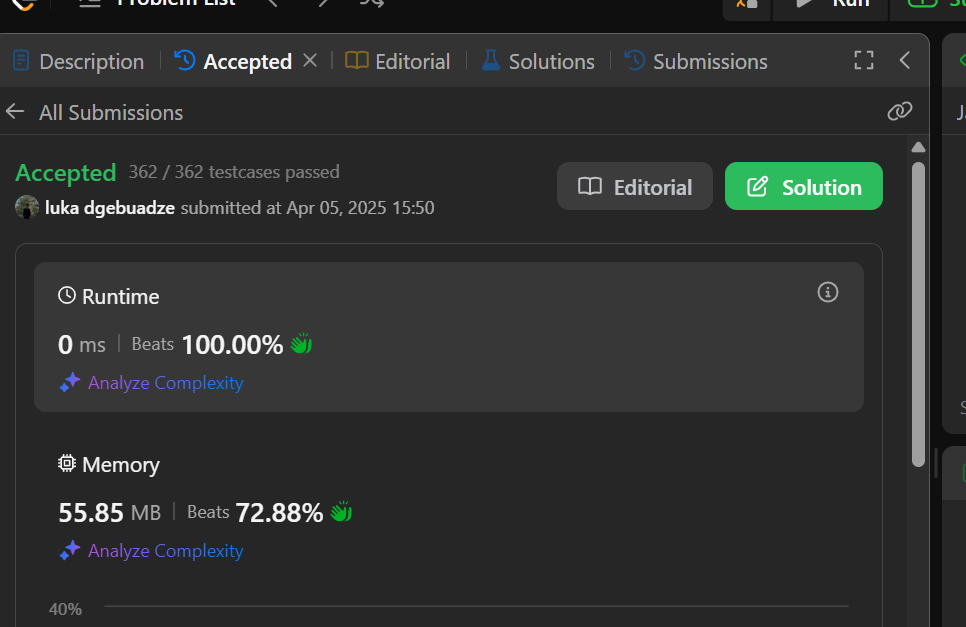 Problem List
Run
Description
Accepted
Editorial
Solutions
Submissions
All Submissions
Accepted 362 / 362 testcases passed
luka dgebuadze submitted at Apr 05, 2025 15:50
Editorial
Solution
Runtime
0 ms | Beats 100.00%
Analyze Complexity
Memory
55.85 MB | Beats 72.88%
Analyze Complexity
40%